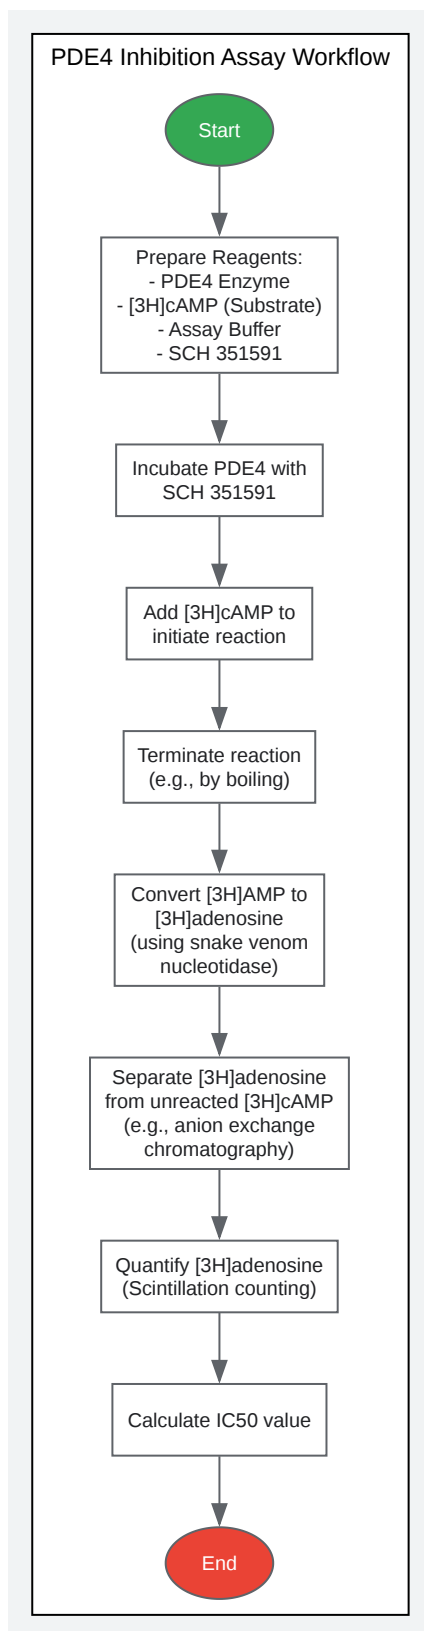 PDE4 Inhibition Assay Workflow
Start
Prepare Reagents:
- PDE4 Enzyme
- [3H]cAMP (Substrate)
- Assay Buffer
- SCH 351591
Incubate PDE4 with
SCH 351591
Add [3H]cAMP to
initiate reaction
Terminate reaction
(e.g., by boiling)
Convert [3H]AMP to
[3H]adenosine
(using snake venom
nucleotidase)
Separate [3H]adenosine
from unreacted [3H]cAMP
(e.g., anion exchange
chromatography)
Quantify [3H]adenosine
(Scintillation counting)
Calculate IC50 value
End